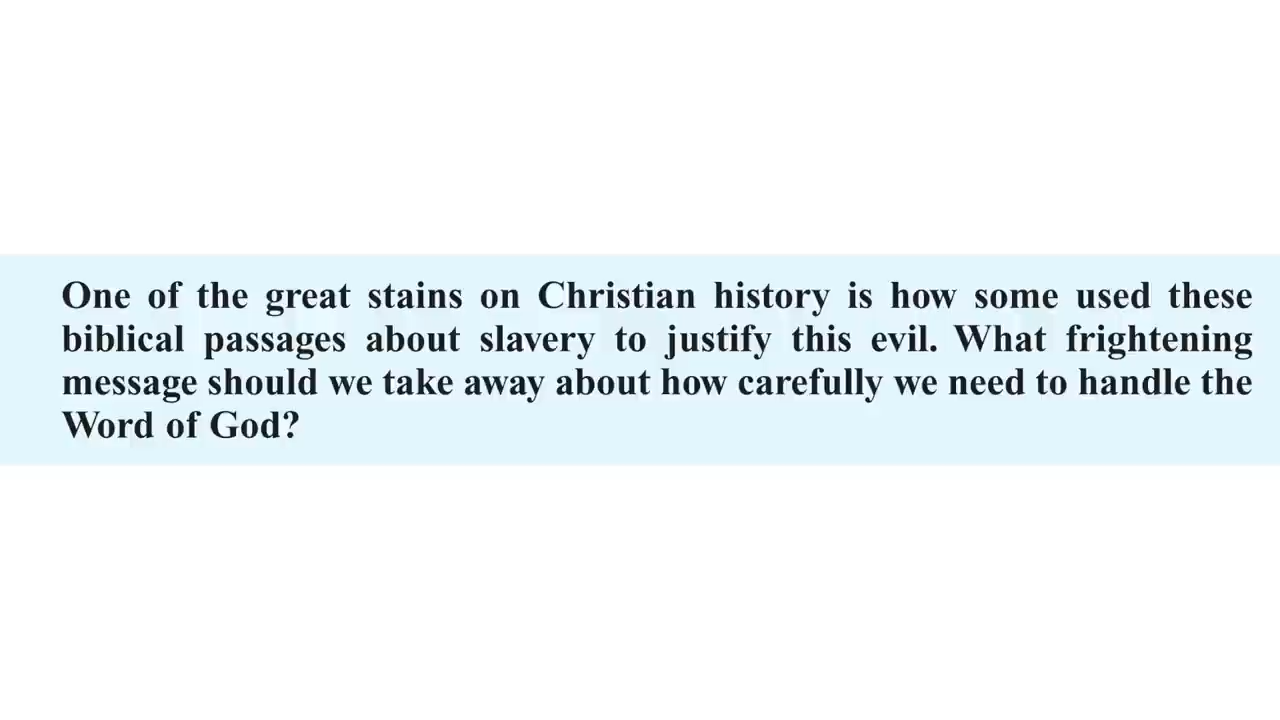 One of the great stains on Christian history is how some used these
biblical passages about slavery to justify this evil. What frightening
message should we take away about how carefully we need to handle the
Word of God?